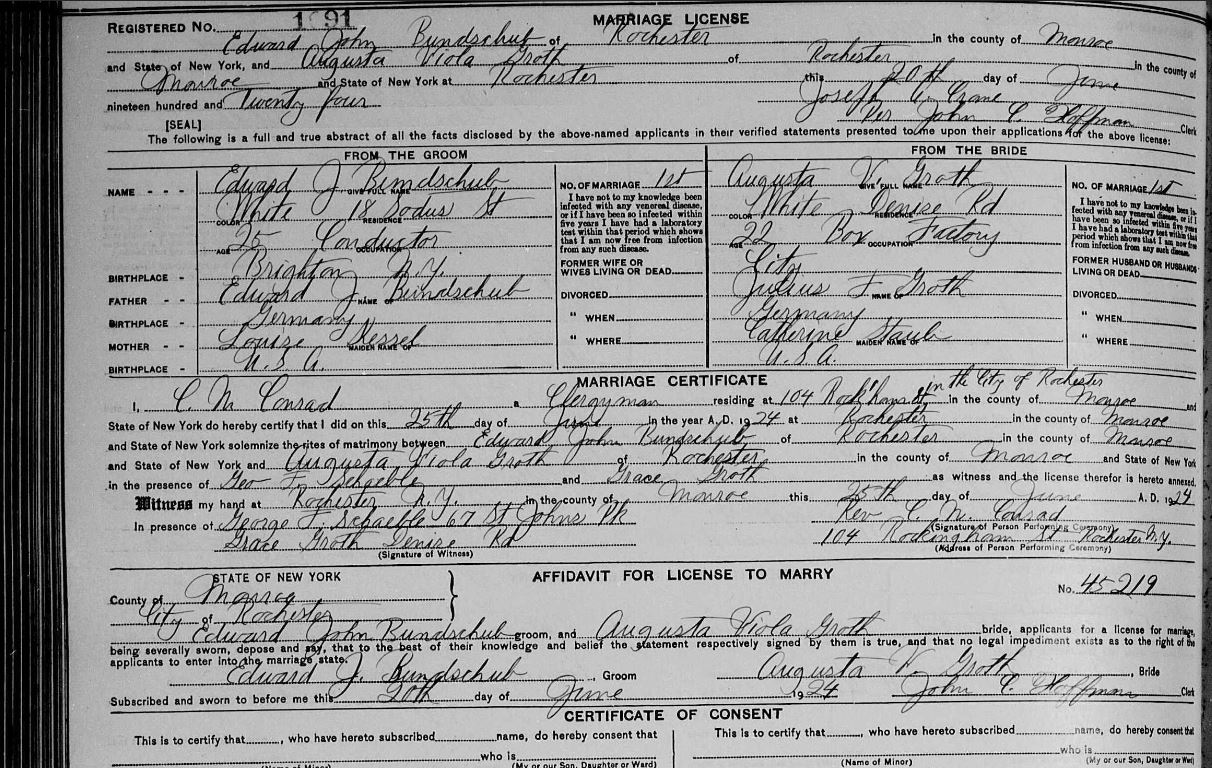 REGISTERED No. 1891 MARRIAGE LICENSE
Edward John Bundschuh of Rochester in the county of Monroe
and State of New York, and Augusta Viola Groth of Rochester in the county of
Monroe and State of New York at Rochester this 20th day of June
nineteen hundred and Twenty four Joseph C. Crane
[SEAL] Per John C. Hoffman Clerk
The following is a full and true abstract of all the facts disclosed by the above-named applicants in their verified statements presented to me upon their applications for the above license:
FROM THE GROOM
NAME - - - Edward J Bundschuh
GIVE FULL NAME
White 18 Sodus St
COLOR RESIDENCE
25 Conductor
AGE OCCUPATION
BIRTHPLACE - Brighton N.Y.
FATHER - - Edward J Bundschuh
NAME OF
BIRTHPLACE - Germany
MOTHER - - Louise Hessel
MAIDEN NAME OF
BIRTHPLACE - U.S.A.
NO. OF MARRIAGE 1st
I have not to my knowledge been
infected with any venereal disease,
or if I have been so infected within
five years I have had a laboratory
test within that period which shows
that I am now free from infection
from any such disease.
FORMER WIFE OR
WIVES LIVING OR DEAD
DIVORCED
" WHEN
" WHERE
FROM THE BRIDE
Augusta V. Groth
GIVE FULL NAME
White Denise Rd
COLOR RESIDENCE
22 Box Factory
AGE OCCUPATION
City
Julius F Groth
NAME OF
Germany
Catherine Staub
MAIDEN NAME OF
U.S.A.
NO. OF MARRIAGE 1st
I have not to my knowledge been in-
fected with any venereal disease, or if I
have been so infected within five years
I have had a laboratory test within that
period which shows that I am now free
from infection from any such disease.
FORMER HUSBAND OR HUSBANDS
LIVING OR DEAD
DIVORCED
" WHEN
" WHERE
MARRIAGE CERTIFICATE in the City of Rochester
I, C. M. Conrad a Clergyman residing at 104 in the county of Monroe and
State of New York do hereby certify that I did on this 25th day of June in the year A. D. 1924 at Rochester in the county of Monroe
and State of New York solemnize the rites of matrimony between Edward John Bundschuh of Rochester in the county of Monroe
and State of New York and Augusta Viola Groth of Rochester in the county of Monroe and State of New York
in the presence of Geo F. Schaeble and Grace Groth as witness and the license therefor is hereto annexed.
Witness my hand at Rochester N.Y. in the county of Monroe this 25th day of June A. D. 1924
In presence of George F. Schaeble 67 St Johns Pk Rev C. M. Conrad
(Signature of Person Performing Ceremony)
Grace Groth Denise Rd 104 Rockingham St Rochester N.Y.
(Signature of Witness) (Address of Person Performing Ceremony)
STATE OF NEW YORK AFFIDAVIT FOR LICENSE TO MARRY No. 45219
County of Monroe
City of Rochester
Edward John Bundschuh groom, and Augusta Viola Groth bride, applicants for a license for marriage,
being severally sworn, depose and say, that to the best of their knowledge and belief the statement respectively signed by them is true, and that no legal impediment exists as to the right of the
applicants to enter into the marriage state.
Edward J. Bundschuh, Groom Augusta V. Groth, Bride
Subscribed and sworn to before me this 20th day of June 1924 John C. Hoffman Clerk
CERTIFICATE OF CONSENT
This is to certify that , who have hereto subscribed name, do hereby consent that
who is
(Name of Minor) (My or our Son, Daughter or Ward)
This is to certify that , who have hereto subscribed name, do hereby consent that
who is
(Name of Minor) (My or our Son, Daughter or Ward)